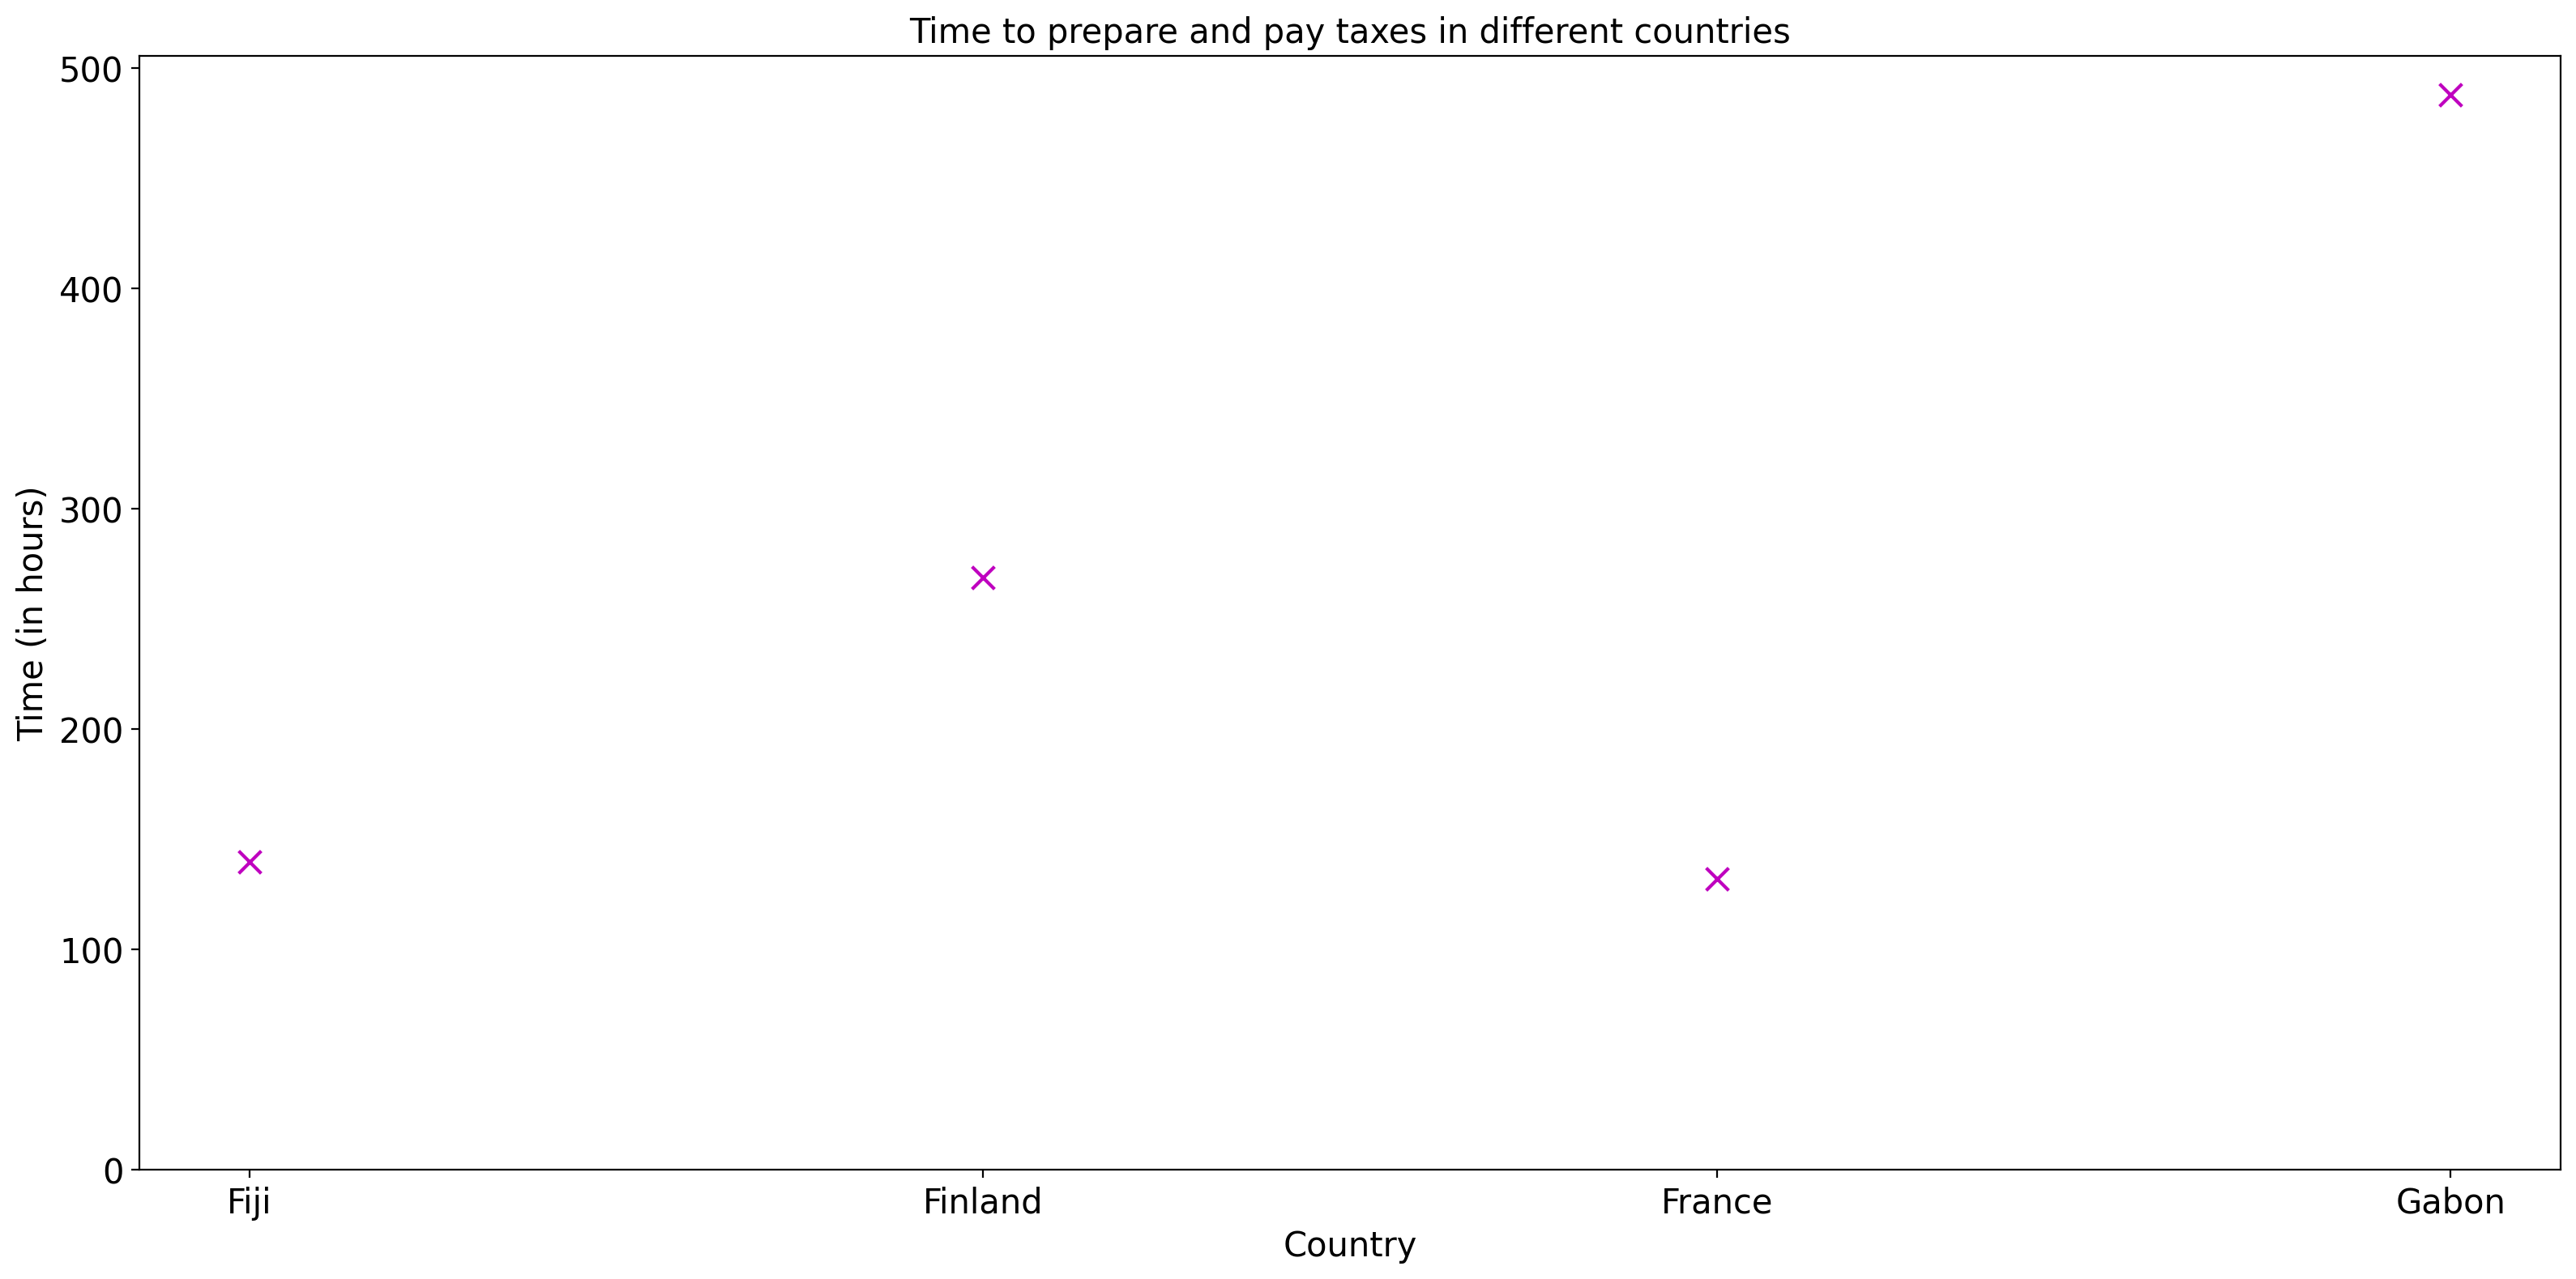 Time to prepare and pay taxes in different countries
Time (in hours)
500
400
300
200
100
0
Fiji
Finland
France
Gabon
Country